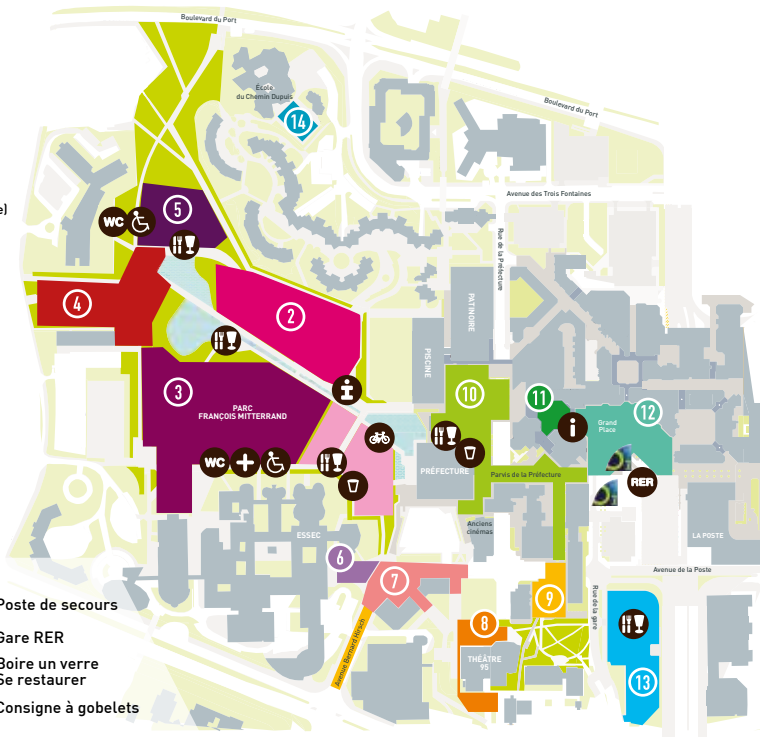 Boulevard du Port
École
du Chemin Dupuis
14
Boulevard du Port
Avenue des Trois Fontaines
e)
5
WC
Rue de la Préfecture
4
2
PATINOIRE
PISCINE
3
PARC
FRANÇOIS MITTERRAND
i
10
11
i
12
Grand
Place
WC
PRÉFECTURE
Parvis de la Préfecture
RER
Anciens
cinémas
ESSEC
LA POSTE
6
7
Avenue de la Poste
9
Rue de la gare
Poste de secours
Gare RER
Boire un verre
Se restaurer
Consigne à gobelets
Avenue Bernard Hirsch
8
THÉÂTRE
95
13